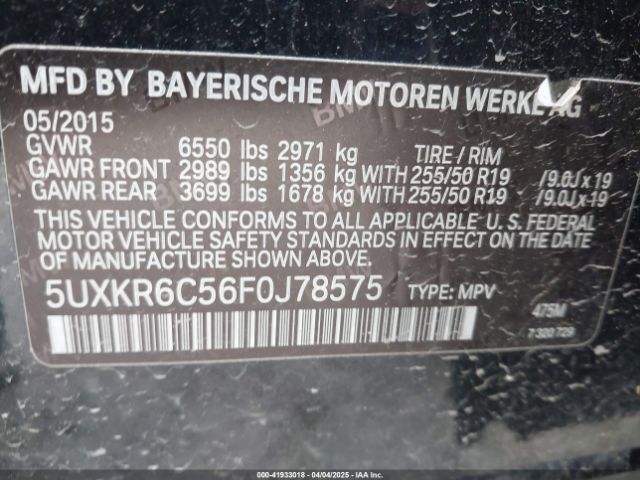 MFD BY BAYERISCHE MOTOREN WERKE AG
05/2015
GVWR 6550 lbs 2971 kg TIRE / RIM
GAWR FRONT 2989 lbs 1356 kg WITH 255/50 R19 /9.0J x 19
GAWR REAR 3699 lbs 1678 kg WITH 255/50 R19 /9.0J x 19
THIS VEHICLE CONFORMS TO ALL APPLICABLE U. S. FEDERAL
MOTOR VEHICLE SAFETY STANDARDS IN EFFECT ON THE DATE
OF MANUFACTURE SHOWN ABOVE.
5UXKR6C56F0J78575 TYPE: MPV
475M
7 320 729
000-41933018 - 04/04/2025 - IAA Inc.